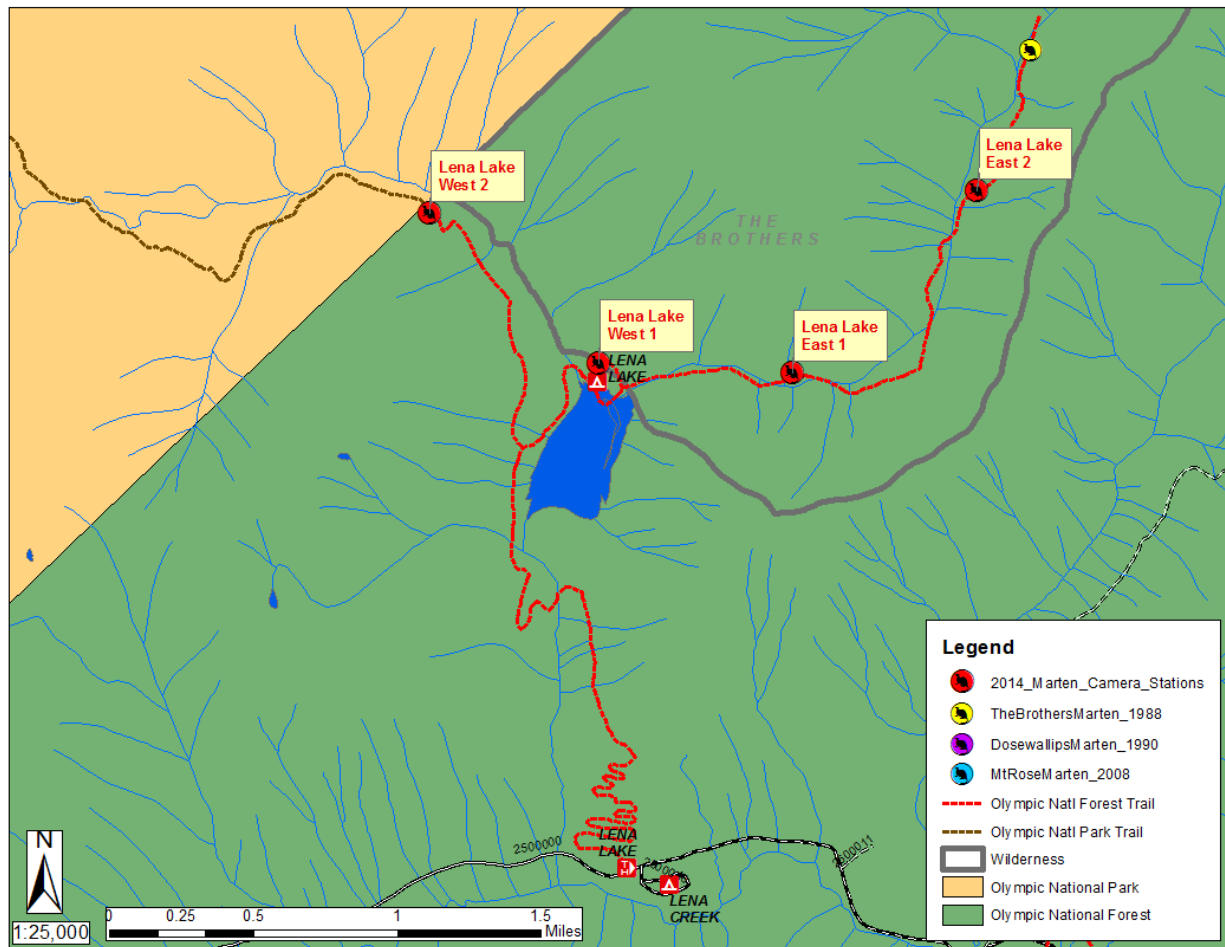 Lena Lake
East 2
Lena Lake
West 2
THE
BROTHERS
Lena Lake
West 1
Lena Lake
East 1
LENA
LAKE
Legend
2014_Marten_Camera_Stations
TheBrothersMarten_1988
DosewallipsMarten_1990
MtRoseMarten_2008
Olympic Natl Forest Trail
Olympic Natl Park Trail
Wilderness
Olympic National Park
Olympic National Forest
N
1:25,000
0 0.25 0.5 1 1.5
Miles
2500000
LENA
LAKE
TH
LENA
CREEK